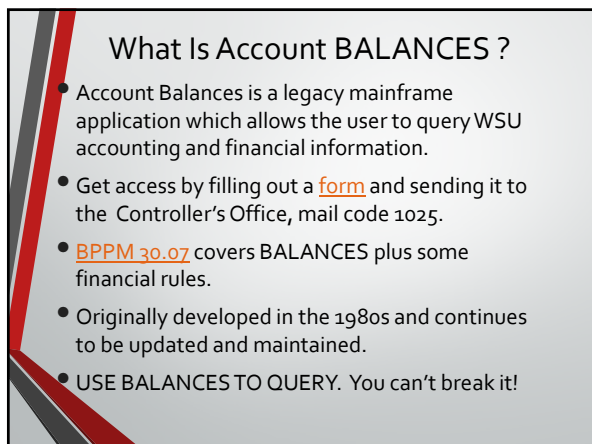 What Is Account BALANCES ?
• Account Balances is a legacy mainframe
application which allows the user to query WSU
accounting and financial information.
• Get access by filling out a form and sending it to
the Controller's Office, mail code 1025.
• BPPM 30.07 covers BALANCES plus some
financial rules.
• Originally developed in the 1980s and continues
to be updated and maintained.
• USE BALANCES TO QUERY. You can't break it!